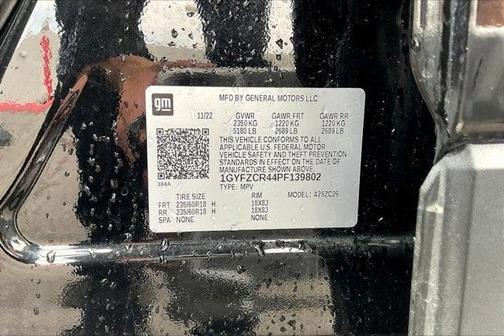 gm
MFD BY GENERAL MOTORS LLC
11/22 GVWR GAWR FRT GAWR RR
2350 KG 1220 KG 1220 KG
5180 LB 2689 LB 2689 LB
THIS VEHICLE CONFORMS TO ALL
APPLICABLE U.S. FEDERAL MOTOR
VEHICLE SAFETY AND THEFT PREVENTION
STANDARDS IN EFFECT ON THE DATE OF
MANUFACTURE SHOWN ABOVE.
384A 1GYFZCR44PF139802
TYPE: MPV
TIRE SIZE RIM MODEL: 4262C26
FRT 235/60R18 H 18X8J
RR 235/60R18 H 18X8J
SPA NONE NONE